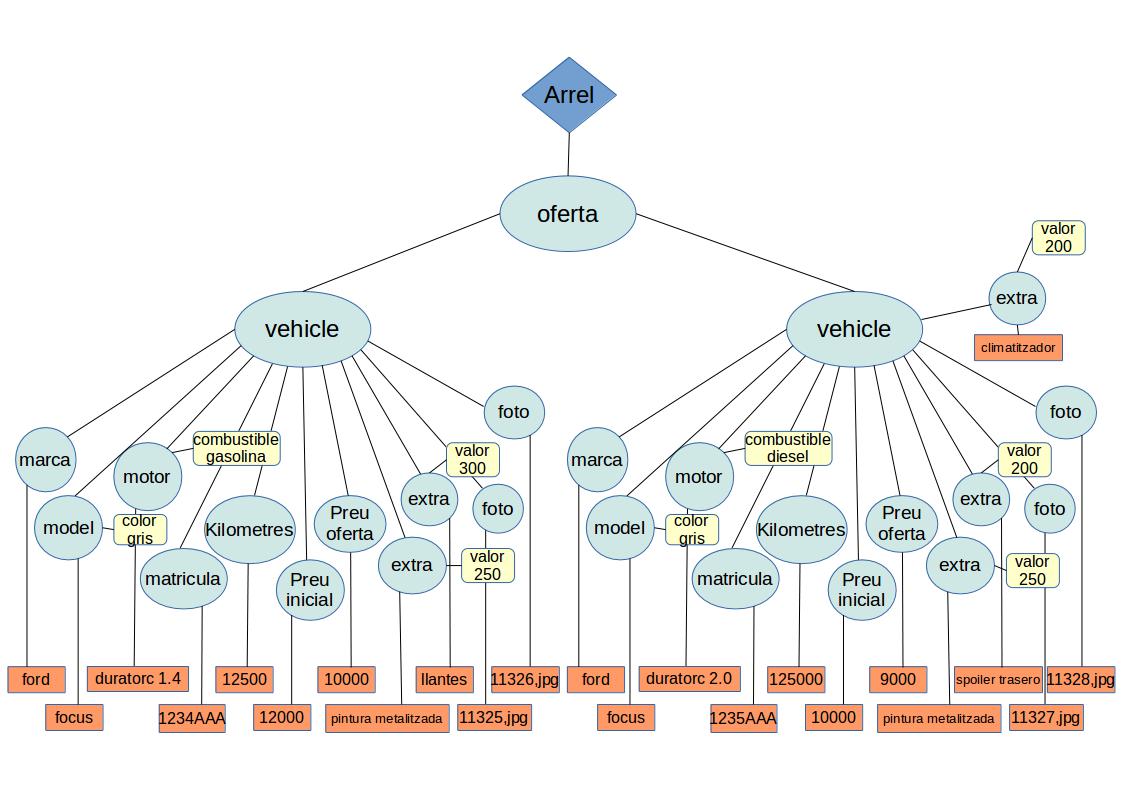 Arrel
oferta
valor
200
extra
climatitzador
vehicle
vehicle
foto
foto
marca
motor
combustible
gasolina
valor
300
marca
motor
combustible
diesel
valor
200
model
color
gris
Kilometres
Preu
oferta
extra
foto
model
color
gris
Kilometres
Preu
oferta
extra
foto
matricula
Preu
inicial
extra
valor
250
matricula
Preu
inicial
extra
valor
250
ford
duratorc 1.4
12500
10000
llantes
11326,jpg
ford
duratorc 2.0
125000
9000
spoiler trasero
11328,jpg
focus
1234AAA
12000
pintura metalitzada
11325,jpg
focus
1235AAA
10000
pintura metalitzada
11327,jpg